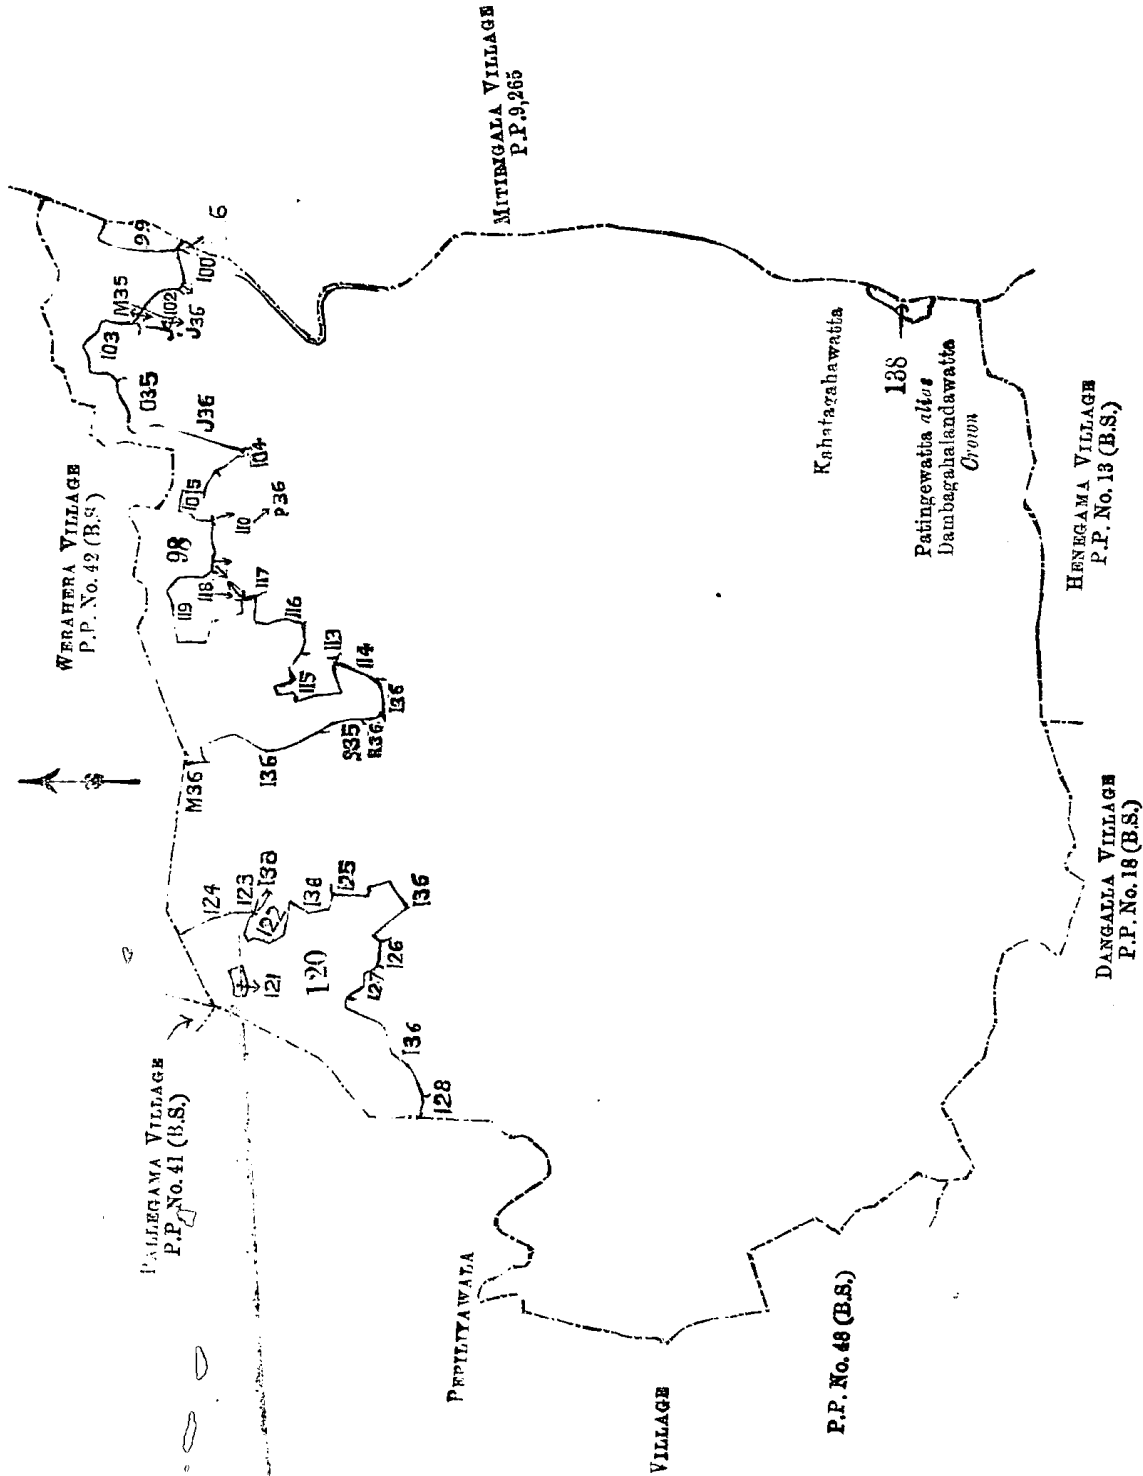 WERAHERA VILLAGE
P.P. No. 42 (B.S.)
PALLEGAMA VILLAGE
P.P. No. 41 (B.S.)
MITIBIGALA VILLAGE
P.P. 9,265
PEPILIYAWALA
VILLAGE
P.P. No. 48 (B.S.)
DANGALLA VILLAGE
P.P. No. 18 (B.S.)
HENEGAMA VILLAGE
P.P. No. 13 (B.S.)
Kahatagahawatta
138
Patingewatta alias
Dambagahalandawatta
Crown
128
136
127
126
136
120
121
122
123
138
124
136
125
M36
136
S35
R36
136
114
113
115
116
117
118
119
98
110
P36
105
104
J36
O35
103
M35
102
J36
100
99
6